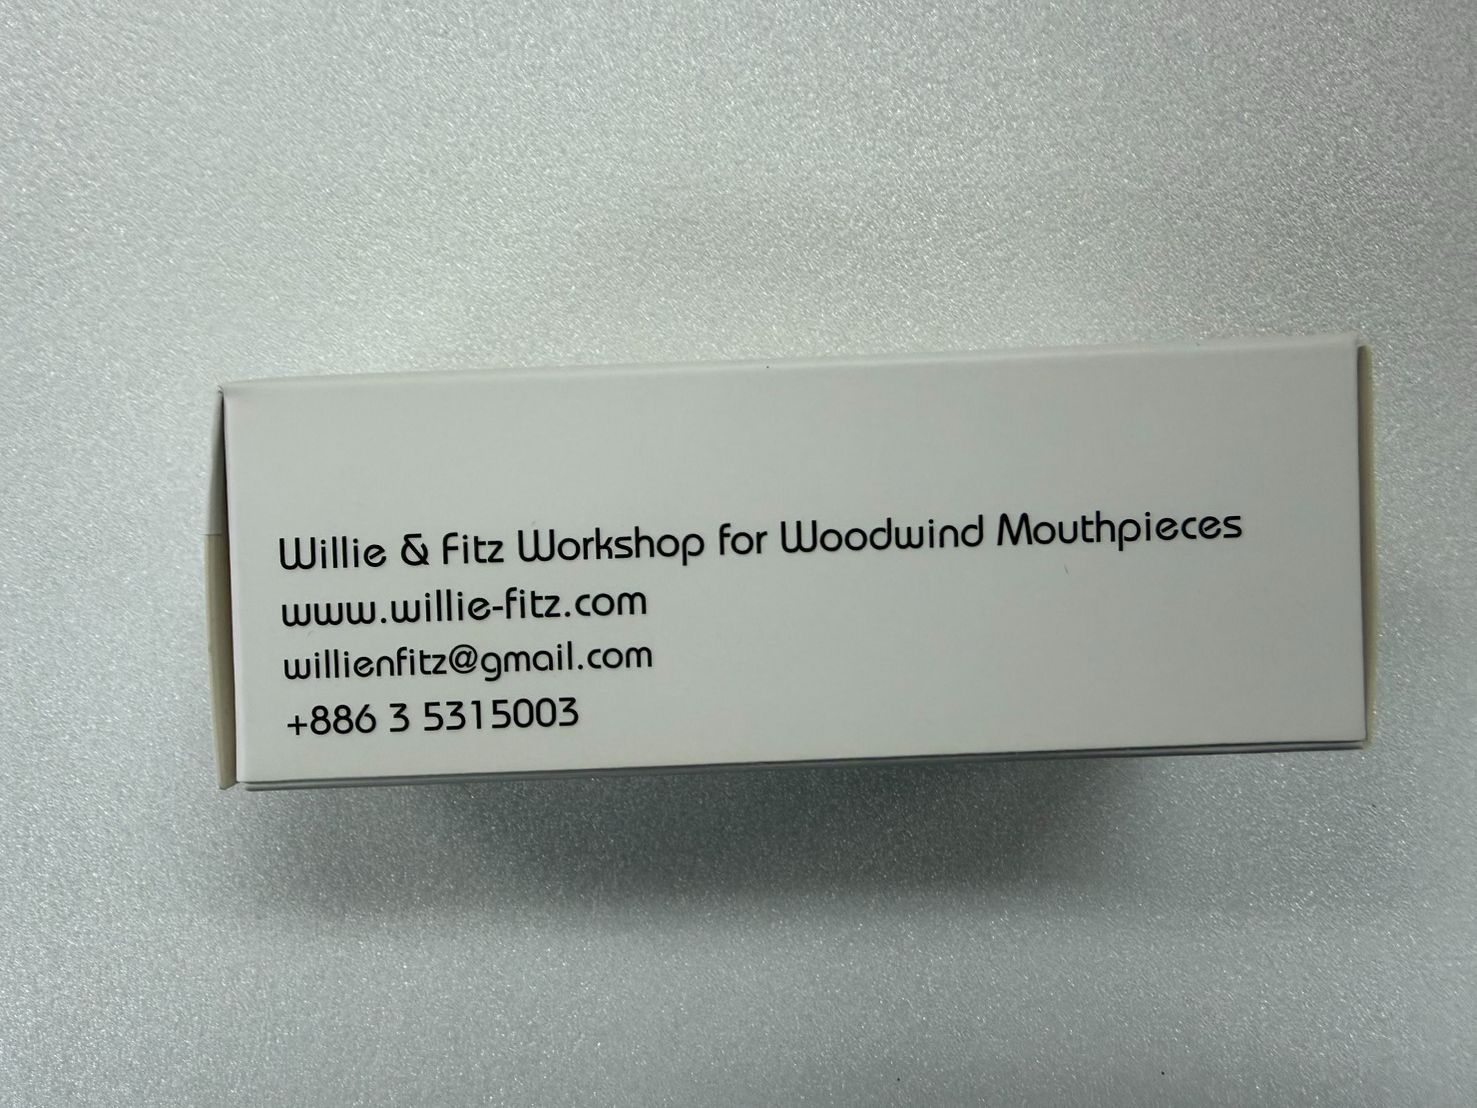 Willie & Fitz Workshop for Woodwind Mouthpieces
www.willie-fitz.com
willienfitz@gmail.com
+886 3 5315003